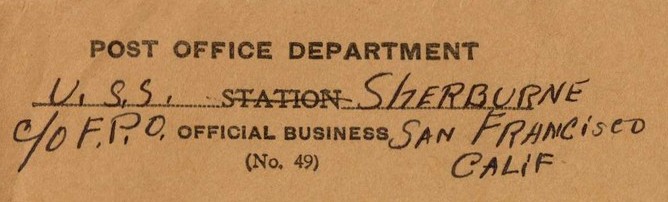 POST OFFICE DEPARTMENT
U.S.S. STATION SHERBURNE
c/o F.P.O. OFFICIAL BUSINESS SAN FRANCISCO
(No. 49) CALIF